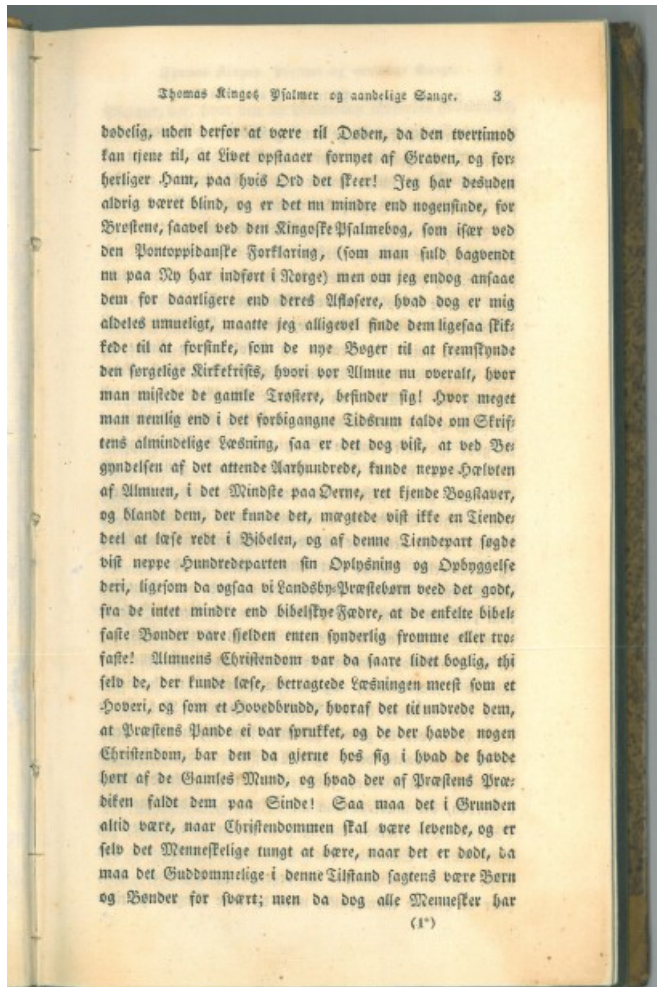 Thomas Kingos Psalmer og aandelige Sange. 3
dødelig, uden derfor at være til Døden, da den tvertimod
kan tjene til, at Livet opstaaer fornyet af Graven, og for-
herliger Ham, paa hvis Ord det skeer! Jeg har desuden
aldrig været blind, og er det nu mindre end nogensinde, for
Brøstene, saavel ved den Kingoske Psalmebog, som især ved
den Pontoppidanske Forklaring, (som man fuld bagvendt
nu paa Ny har indført i Norge) men om jeg endog ansaae
dem for daarligere end deres Afløsere, hvad dog er mig
aldeles umueligt, maatte jeg alligevel finde dem ligesaa skik-
kede til at forsinke, som de nye Bøger til at fremskynde
den sørgelige Kirkekrisis, hvori vor Almue nu overalt, hvor
man mistede de gamle Trøstere, befinder sig! Hvor meget
man nemlig end i det forbigangne Tidsrum talde om Skrif-
tens almindelige Læsning, saa er det dog vist, at ved Be-
gyndelsen af det attende Aarhundrede, kunde neppe Hælvten
af Almuen, i det Mindste paa Øerne, ret kjende Bogstaver,
og blandt dem, der kunde det, mægtede vist ikke en Tiende-
deel at læse redt i Bibelen, og af denne Tiendepart søgde
vist neppe Hundredeparten sin Oplysning og Opbyggelse
deri, ligesom da ogsaa vi Landsby-Præstebørn veed det godt,
fra de intet mindre end bibelskye Fædre, at de enkelte bibel-
faste Bønder vare sjelden enten synderlig fromme eller tro-
faste! Almuens Christendom var da saare lidet boglig, thi
selv de, der kunde læse, betragtede Læsningen meest som et
Hoveri, og som et Hovedbrudd, hvoraf det tit undrede dem,
at Præstens Pande ei var sprukket, og de der havde nogen
Christendom, bar den da gjerne hos sig i hvad de havde
hørt af de Gamles Mund, og hvad der af Præstens Præ-
diken faldt dem paa Sinde! Saa maa det i Grunden
altid være, naar Christendommen skal være levende, og er
selv det Menneskelige tungt at bære, naar det er dødt, da
maa det Guddommelige i denne Tilstand sagtens være Børn
og Bønder for svært; men da dog alle Mennesker har
(1*)